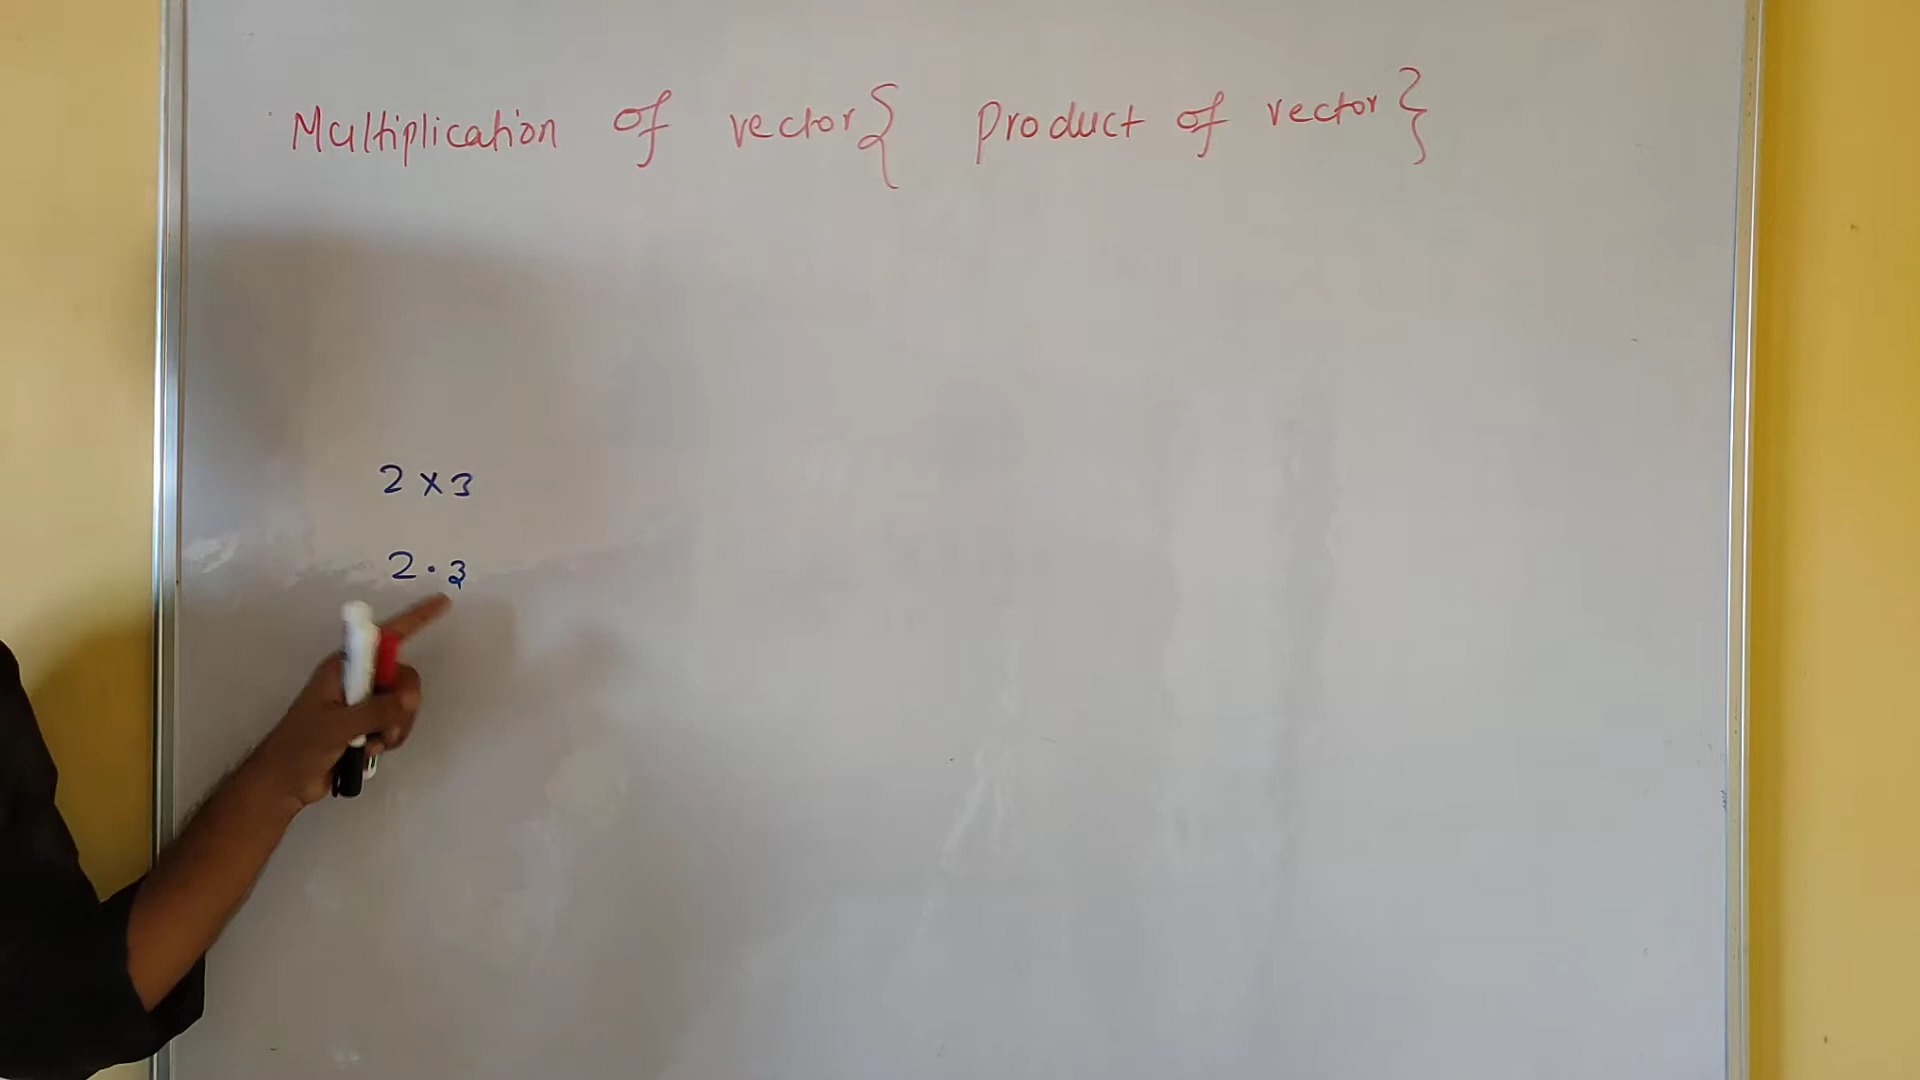 Multiplication of vector { Product of vector }
2 × 3
2 · 3